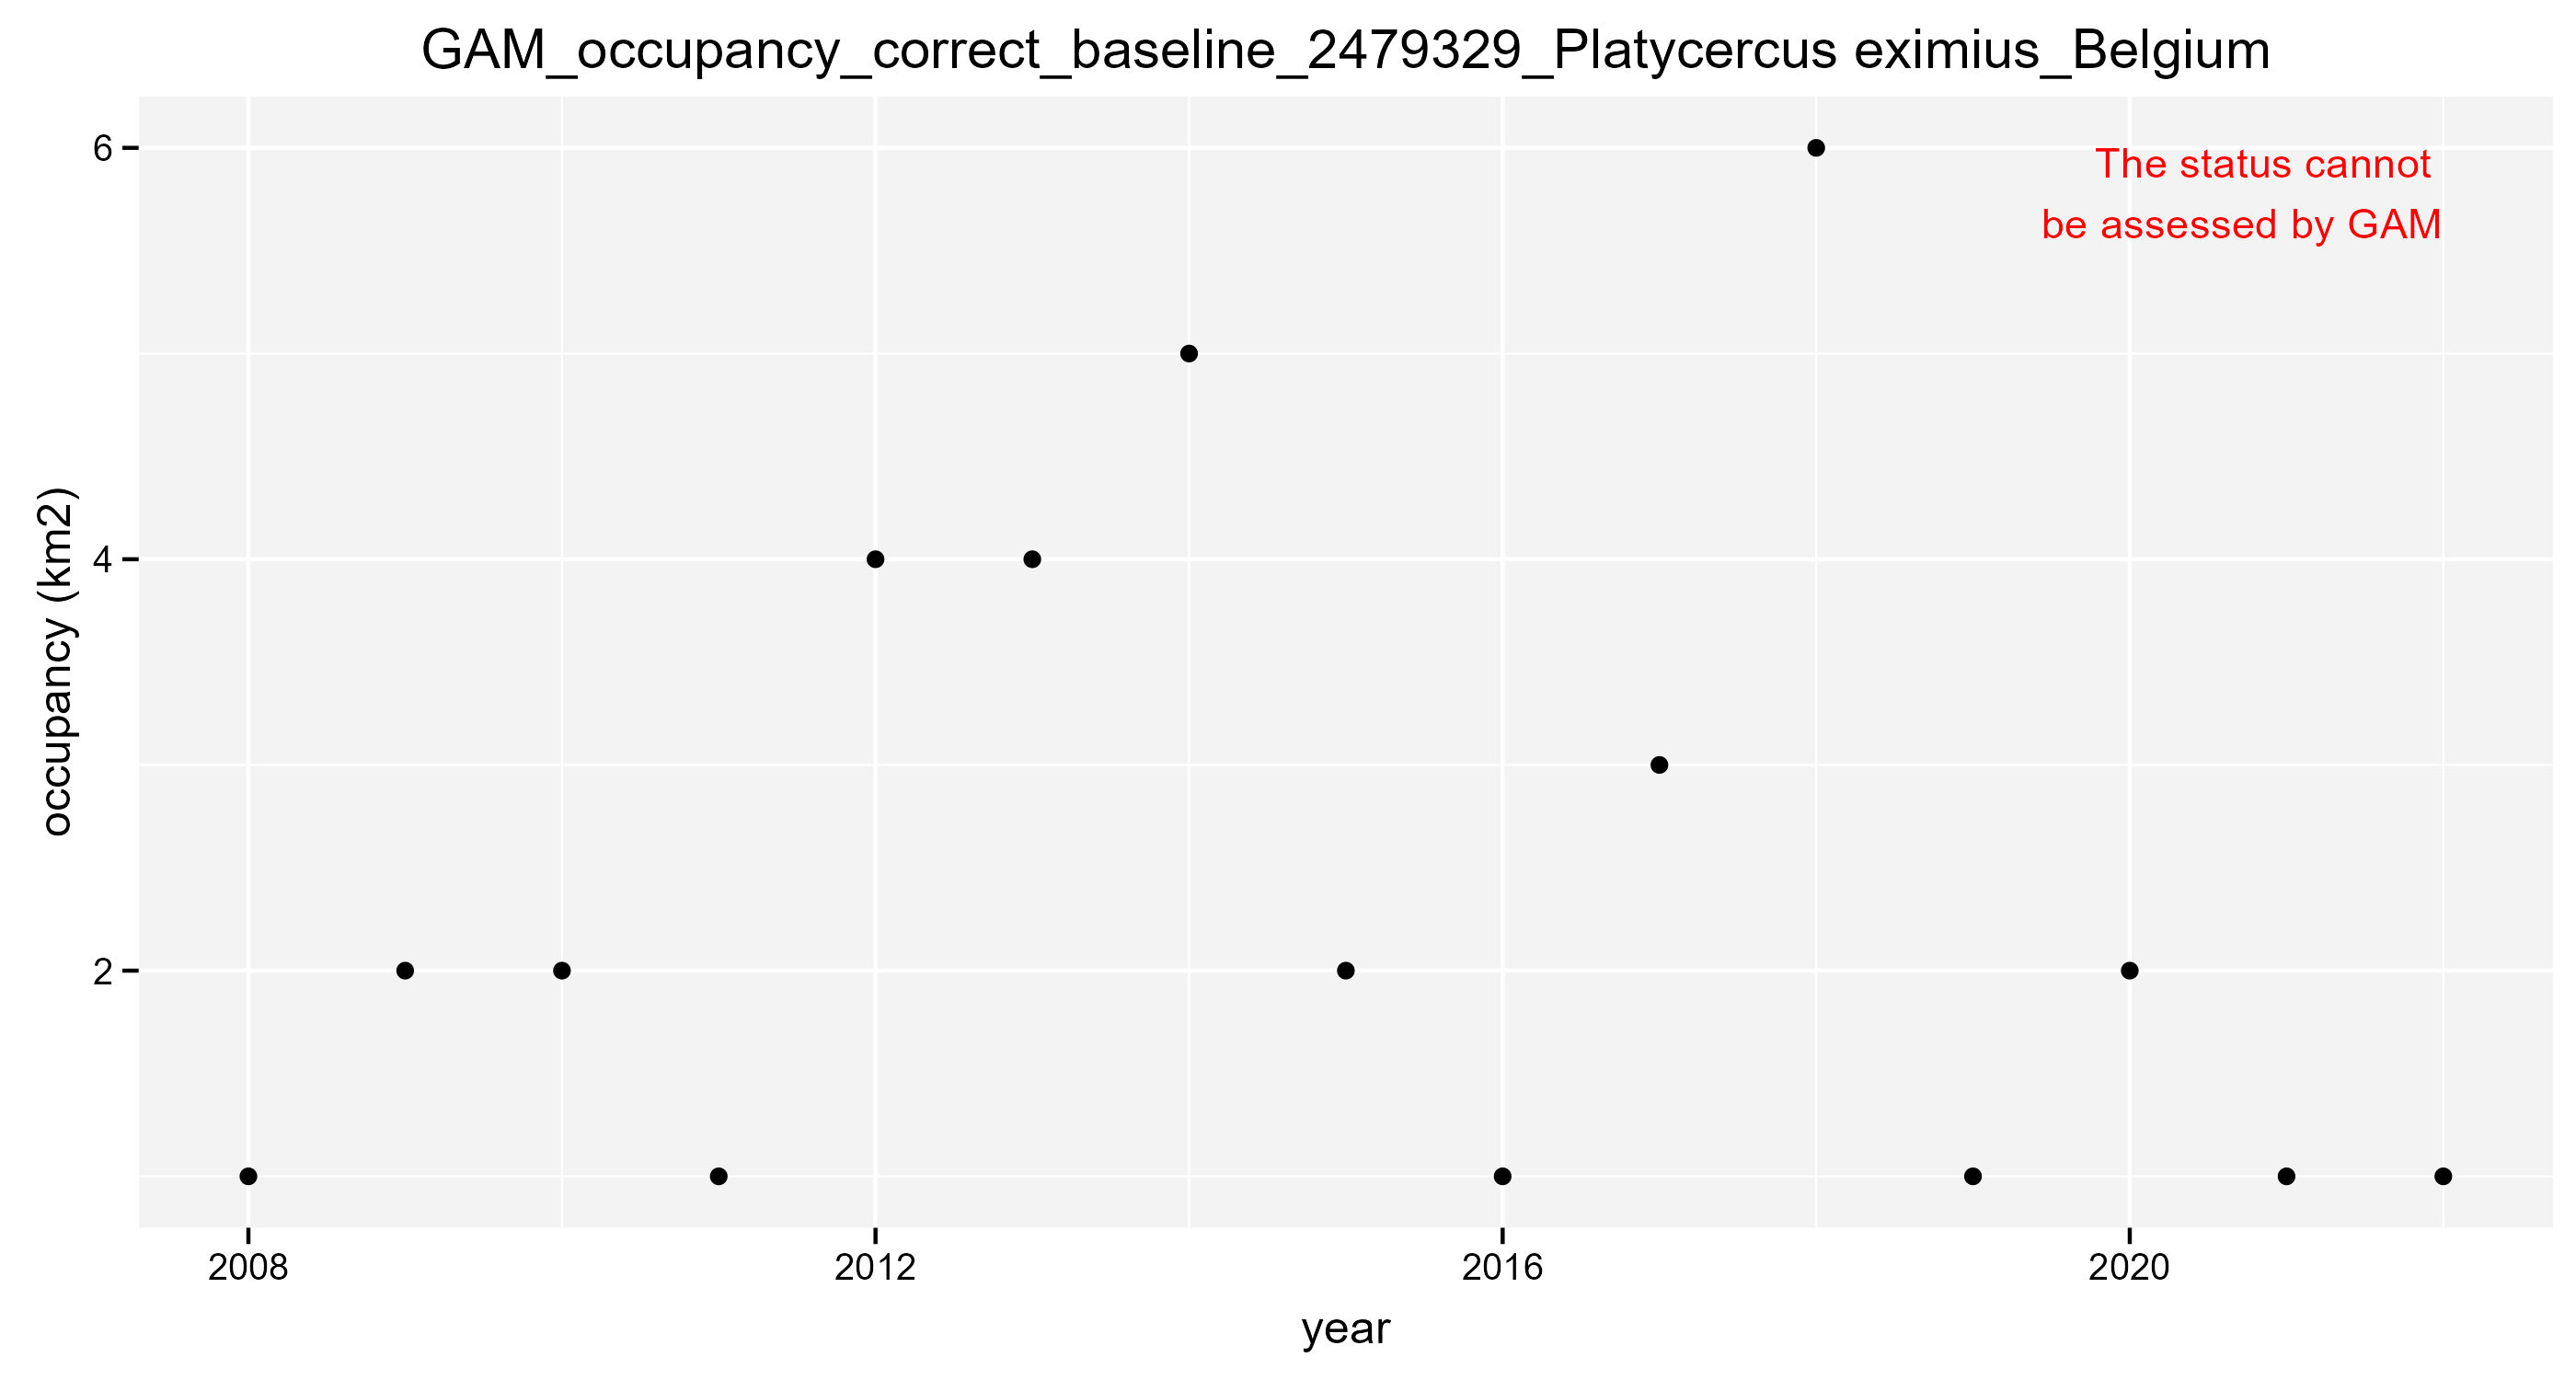 GAM_occupancy_correct_baseline_2479329_Platycercus eximius_Belgium
6
The status cannot
be assessed by GAM
occupancy (km2)
4
2
2008 2012 2016 2020
year